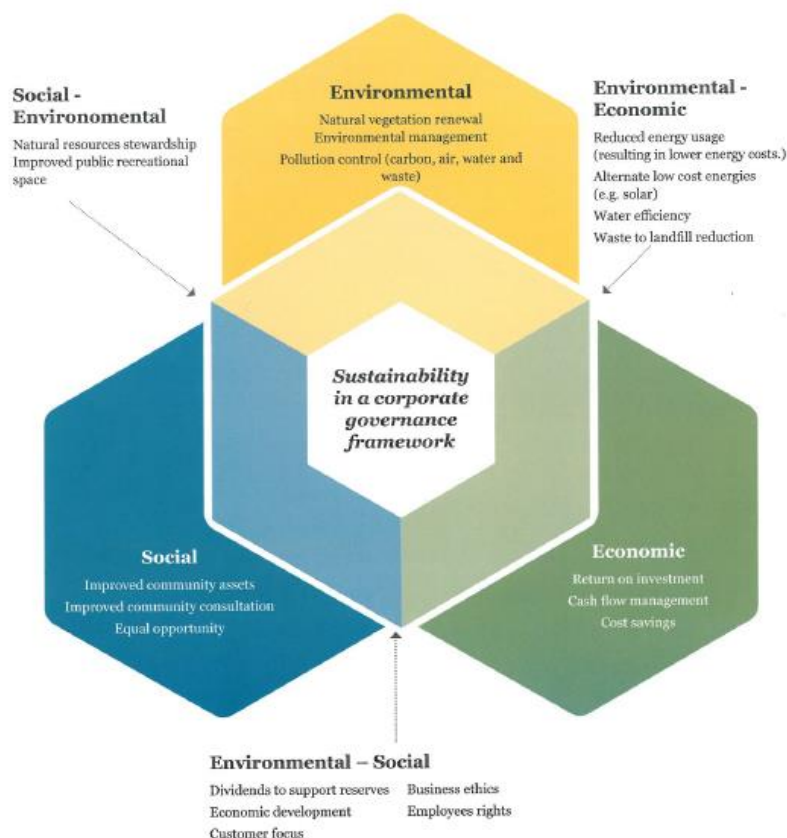 Social -
Environomental
Natural resources stewardship
Improved public recreational
space
Environmental
Natural vegetation renewal
Environmental management
Pollution control (carbon, air, water and
waste)
Environmental -
Economic
Reduced energy usage
(resulting in lower energy costs.)
Alternate low cost energies
(e.g. solar)
Water efficiency
Waste to landfill reduction
Sustainability
in a corporate
governance
framework
Social
Improved community assets
Improved community consultation
Equal opportunity
Economic
Return on investment
Cash flow management
Cost savings
Environmental – Social
Dividends to support reserves
Economic development
Customer focus
Business ethics
Employees rights